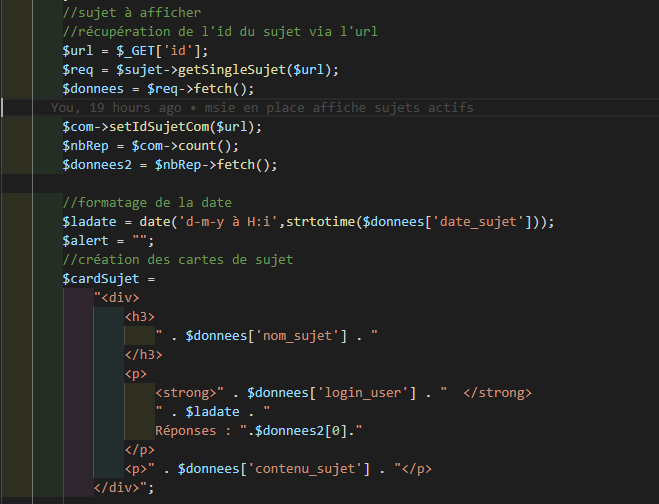 //sujet à afficher
//récupération de l'id du sujet via l'url
$url = $_GET['id'];
$req = $sujet->getSingleSujet($url);
$donnees = $req->fetch();
You, 19 hours ago • msie en place affiche sujets actifs
$com->setIdSujetCom($url);
$nbRep = $com->count();
$donnees2 = $nbRep->fetch();
//formatage de la date
$ladate = date('d-m-y à H:i',strtotime($donnees['date_sujet']));
$alert = "";
//création des cartes de sujet
$cardSujet =
"<div>
<h3>
" . $donnees['nom_sujet'] . "
</h3>
<p>
<strong>" . $donnees['login_user'] . "  </strong>
" . $ladate . "
Réponses : ".$donnees2[0]."
</p>
<p>" . $donnees['contenu_sujet'] . "</p>
</div>";